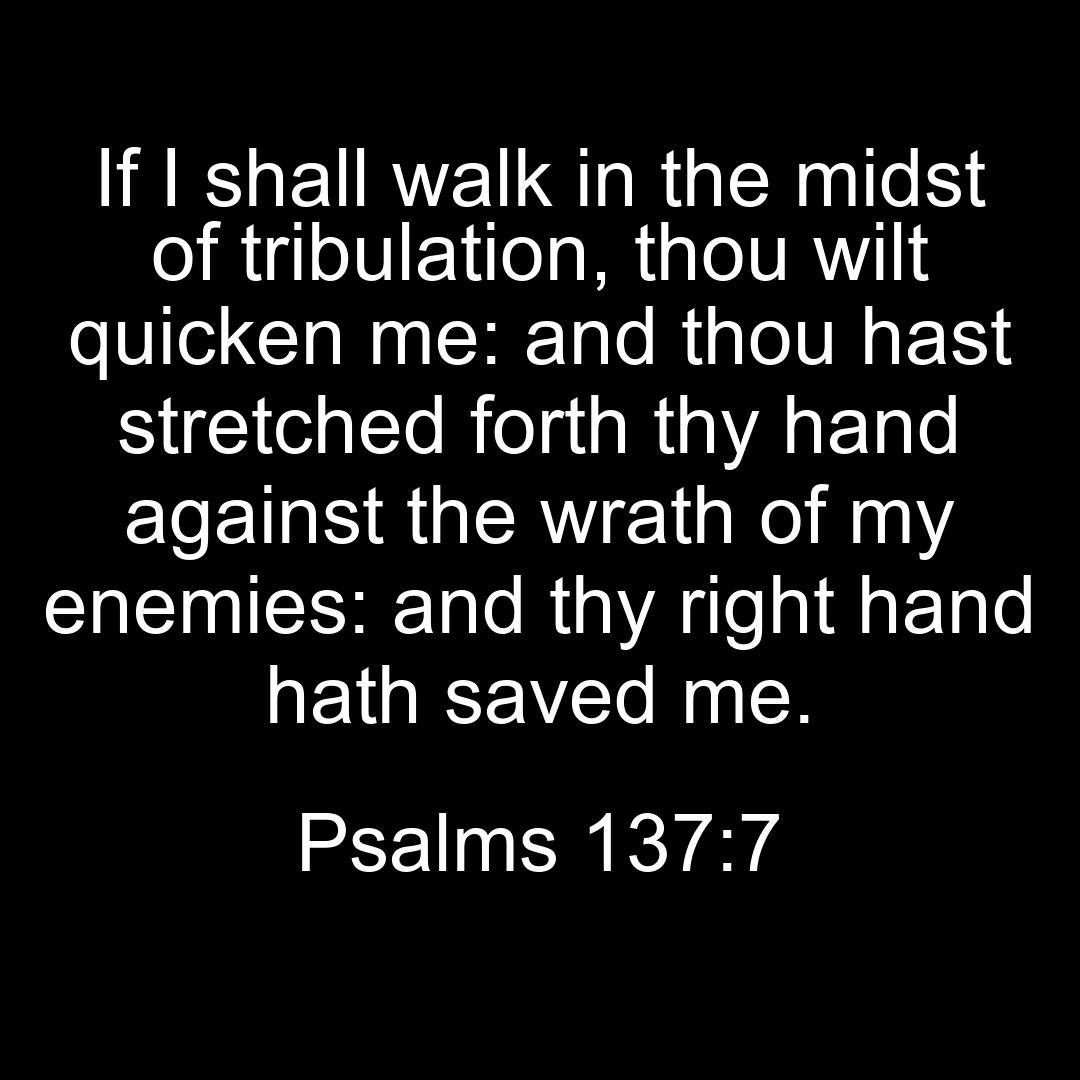 If I shall walk in the midst
of tribulation, thou wilt
quicken me: and thou hast
stretched forth thy hand
against the wrath of my
enemies: and thy right hand
hath saved me.
Psalms 137:7